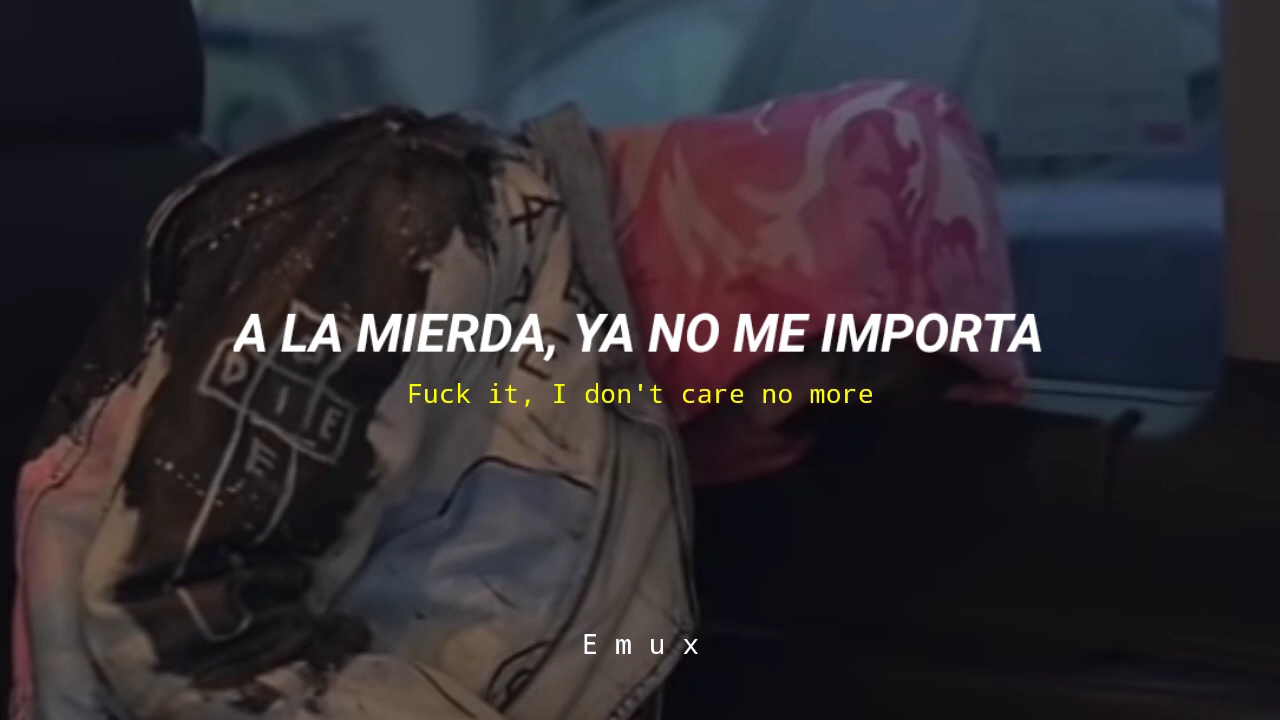 A LA MIERDA, YA NO ME IMPORTA
Fuck it, I don't care no more
D I E
E
E m u x